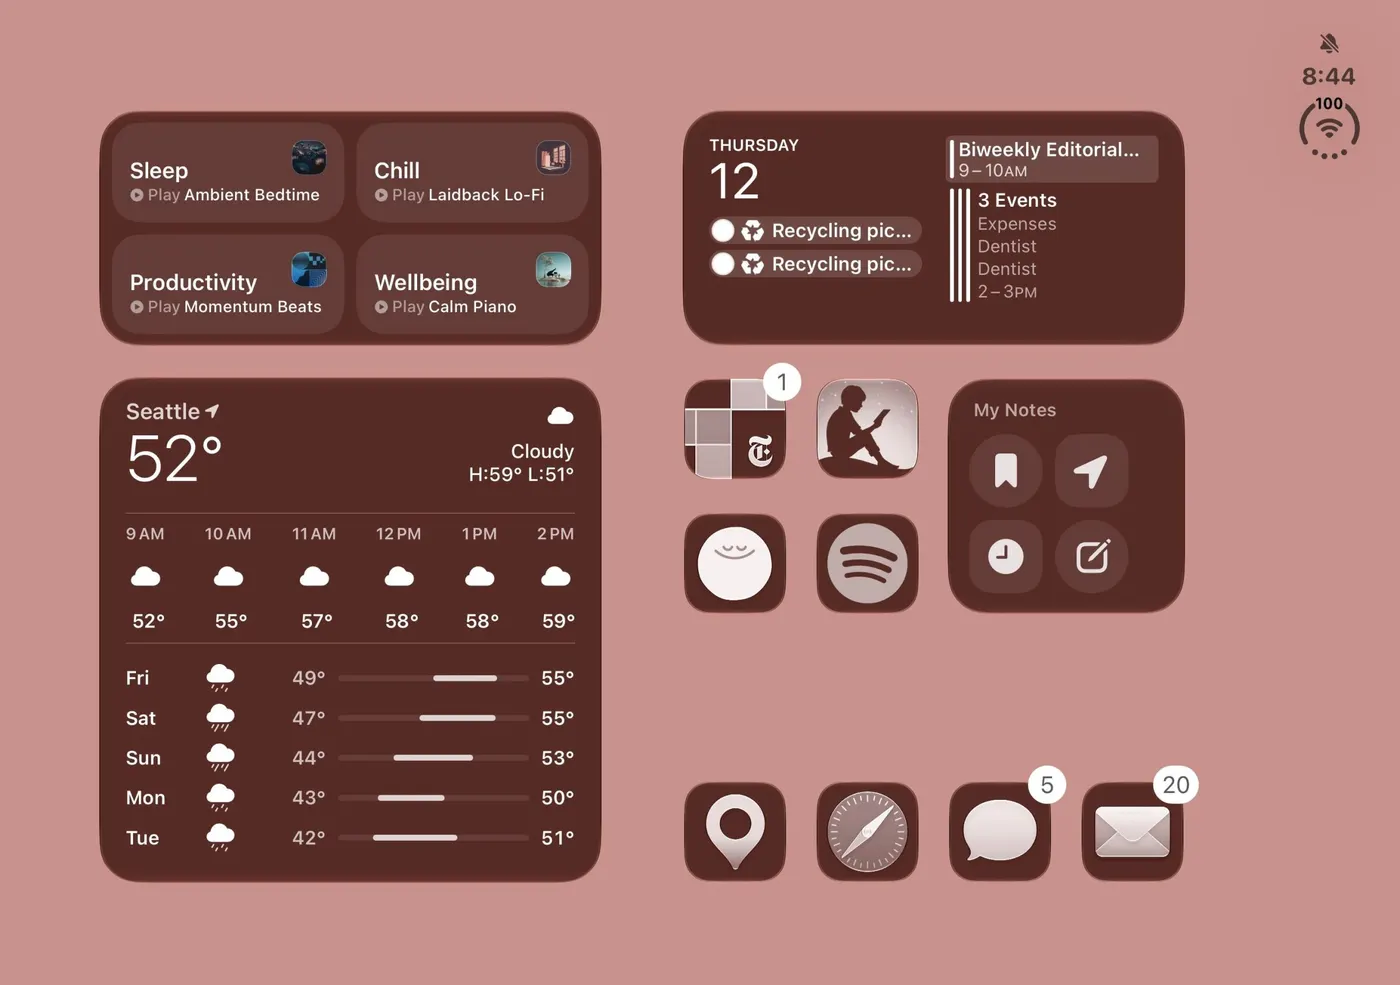 8:44
100
Sleep
Play Ambient Bedtime
Chill
Play Laidback Lo-Fi
Productivity
Play Momentum Beats
Wellbeing
Play Calm Piano
THURSDAY
12
Recycling pic...
Recycling pic...
Biweekly Editorial...
9–10AM
3 Events
Expenses
Dentist
Dentist
2–3PM
Seattle
52°
Cloudy
H:59° L:51°
9 AM 10 AM 11 AM 12 PM 1 PM 2 PM
52° 55° 57° 58° 58° 59°
Fri 49° 55°
Sat 47° 55°
Sun 44° 53°
Mon 43° 50°
Tue 42° 51°
1
T
My Notes
5
20